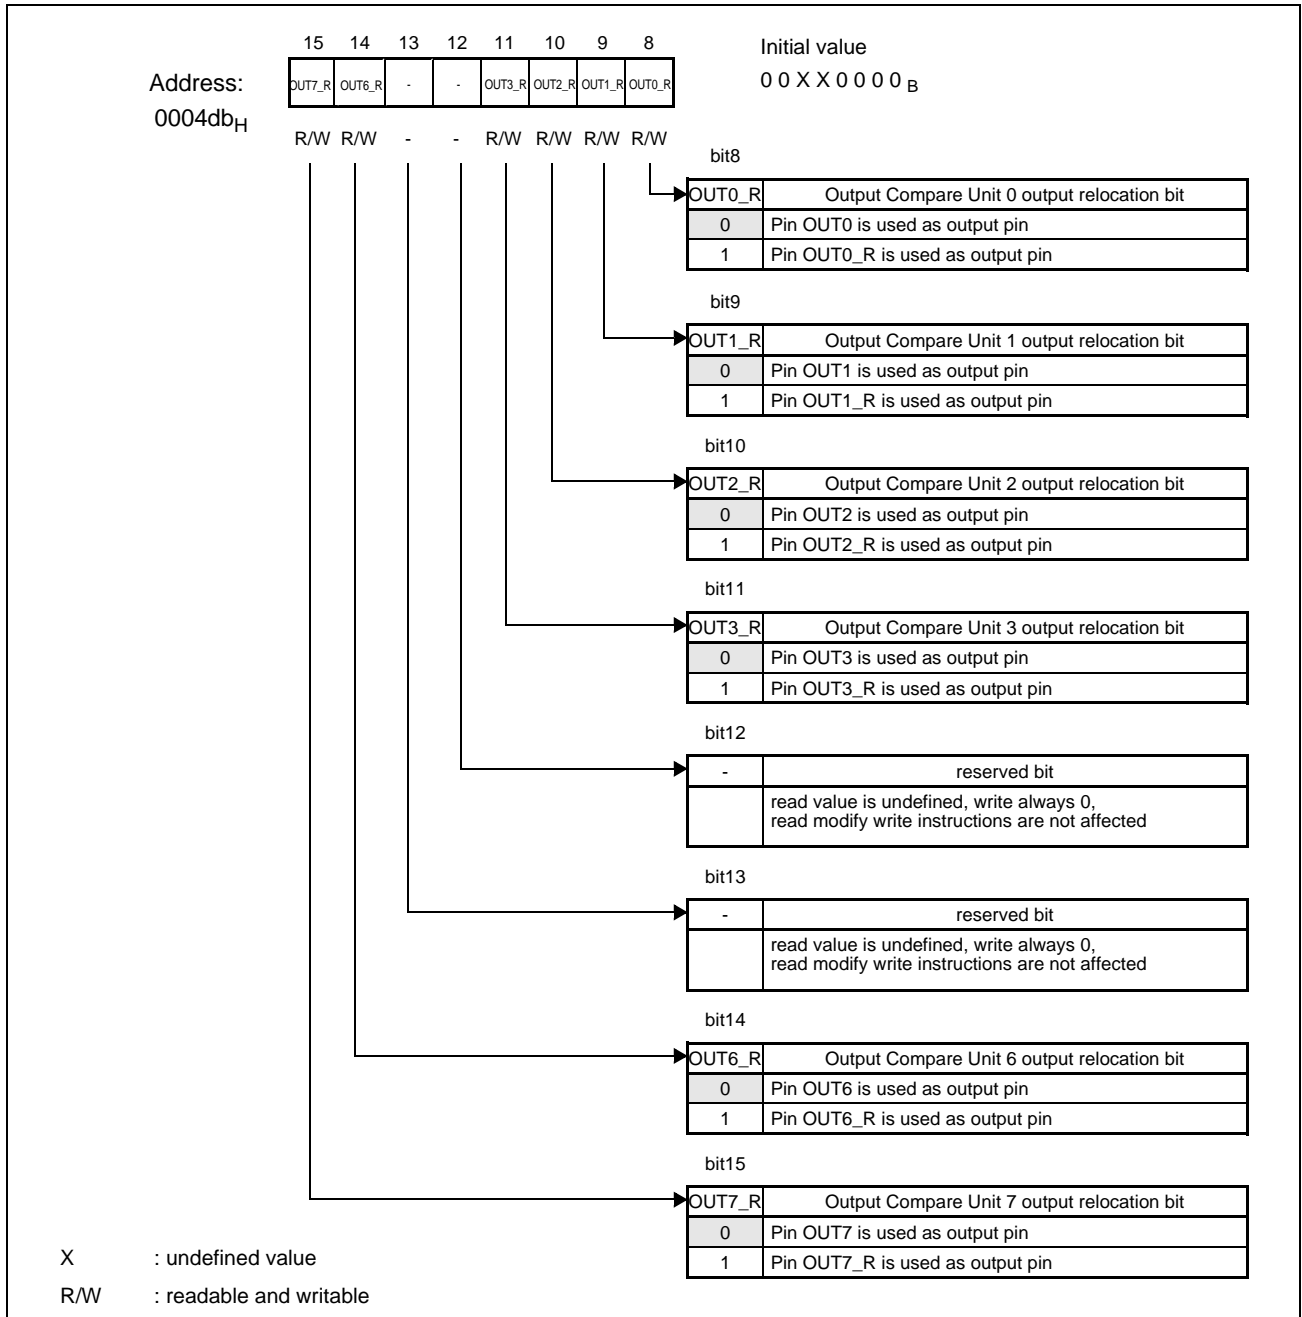 15 14 13 12 11 10 9 8
Initial value
Address:
OUT7_R OUT6_R - - OUT3_R OUT2_R OUT1_R OUT0_R
0 0 X X 0 0 0 0 B
0004dbH
R/W R/W - - R/W R/W R/W R/W
bit8
OUT0_R Output Compare Unit 0 output relocation bit
0 Pin OUT0 is used as output pin
1 Pin OUT0_R is used as output pin
bit9
OUT1_R Output Compare Unit 1 output relocation bit
0 Pin OUT1 is used as output pin
1 Pin OUT1_R is used as output pin
bit10
OUT2_R Output Compare Unit 2 output relocation bit
0 Pin OUT2 is used as output pin
1 Pin OUT2_R is used as output pin
bit11
OUT3_R Output Compare Unit 3 output relocation bit
0 Pin OUT3 is used as output pin
1 Pin OUT3_R is used as output pin
bit12
- reserved bit
read value is undefined, write always 0,
read modify write instructions are not affected
bit13
- reserved bit
read value is undefined, write always 0,
read modify write instructions are not affected
bit14
OUT6_R Output Compare Unit 6 output relocation bit
0 Pin OUT6 is used as output pin
1 Pin OUT6_R is used as output pin
bit15
OUT7_R Output Compare Unit 7 output relocation bit
0 Pin OUT7 is used as output pin
1 Pin OUT7_R is used as output pin
X : undefined value
R/W : readable and writable